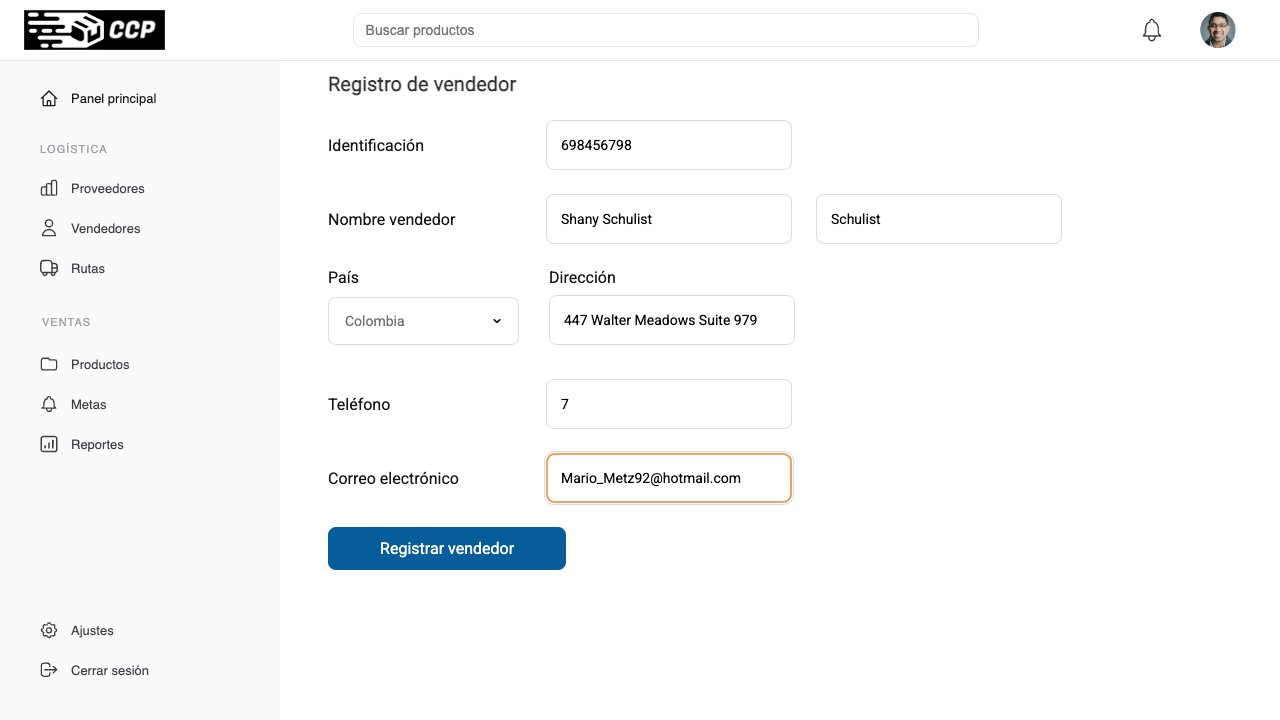 CCP
Buscar productos
Panel principal
LOGÍSTICA
Proveedores
Vendedores
Rutas
VENTAS
Productos
Metas
Reportes
Ajustes
Cerrar sesión
Registro de vendedor
Identificación
698456798
Nombre vendedor
Shany Schulist
Schulist
País
Dirección
Colombia
447 Walter Meadows Suite 979
Teléfono
7
Correo electrónico
Mario_Metz92@hotmail.com
Registrar vendedor